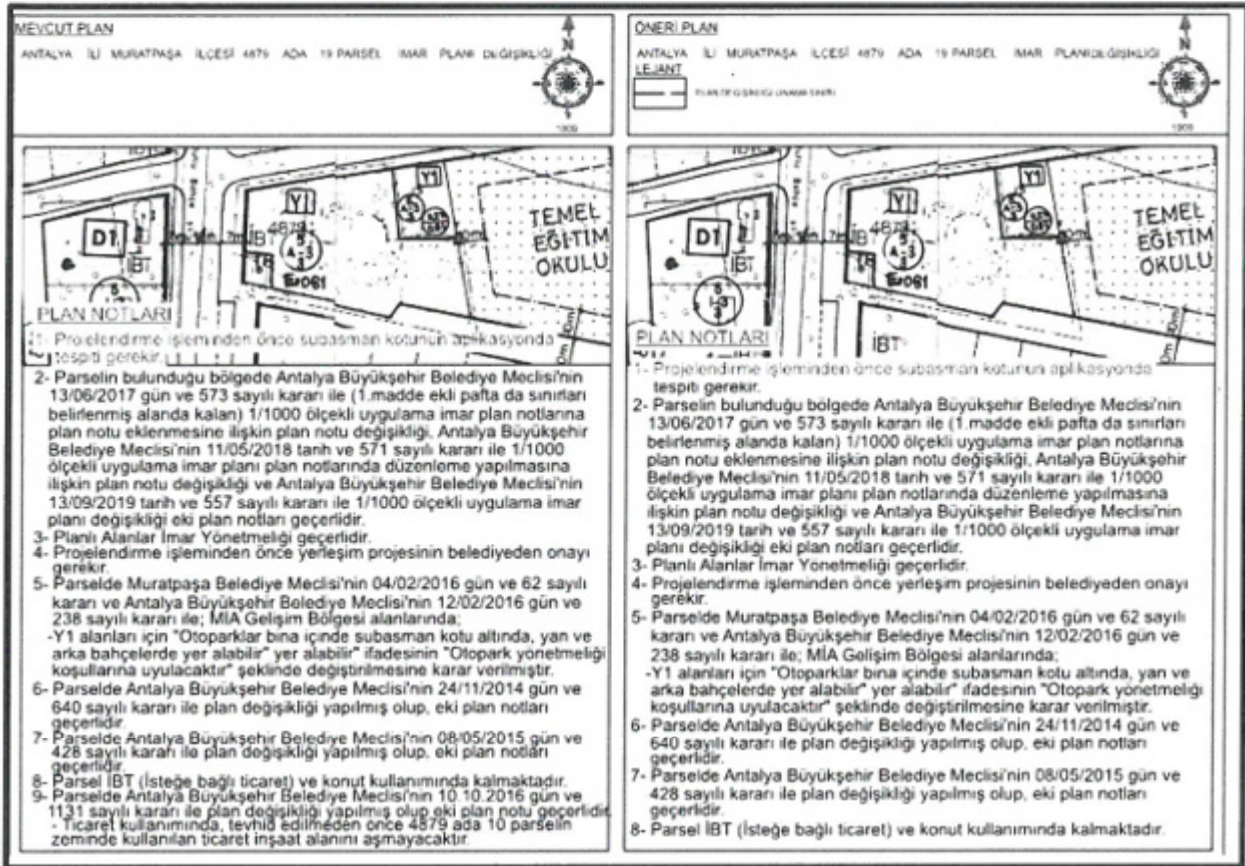 MEVCUT PLAN
ANTALYA İLİ MURATPAŞA İLÇESİ 4879 ADA 19 PARSEL İMAR PLANI DEĞİŞİKLİĞİ
N
1909
D1
İBT
Y1
4879
İBT
A-3
TEMEL
EĞİTİM
OKULU
PLAN NOTLARI
1- Projelendirme işleminden önce subasman kotunun aplikasyonda
tespiti gerekir.
2- Parselin bulunduğu bölgede Antalya Büyükşehir Belediye Meclisi'nin
13/06/2017 gün ve 573 sayılı kararı ile (1.madde ekli pafta da sınırları
belirlenmiş alanda kalan) 1/1000 ölçekli uygulama imar plan notlarına
plan notu eklenmesine ilişkin plan notu değişikliği, Antalya Büyükşehir
Belediye Meclisi'nin 11/05/2018 tarih ve 571 sayılı kararı ile 1/1000
ölçekli uygulama imar planı plan notlarında düzenleme yapılmasına
ilişkin plan notu değişikliği ve Antalya Büyükşehir Belediye Meclisi'nin
13/09/2019 tarih ve 557 sayılı kararı ile 1/1000 ölçekli uygulama imar
planı değişikliği eki plan notları geçerlidir.
3- Planlı Alanlar İmar Yönetmeliği geçerlidir.
4- Projelendirme işleminden önce yerleşim projesinin belediyeden onayı
gerekir.
5- Parselde Muratpaşa Belediye Meclisi'nin 04/02/2016 gün ve 62 sayılı
kararı ve Antalya Büyükşehir Belediye Meclisi'nin 12/02/2016 gün ve
238 sayılı kararı ile; MİA Gelişim Bölgesi alanlarında;
-Y1 alanları için "Otoparklar bina içinde subasman kotu altında, yan ve
arka bahçelerde yer alabilir" yer alabilir" ifadesinin "Otopark yönetmeliği
koşullarına uyulacaktır" şeklinde değiştirilmesine karar verilmiştir.
6- Parselde Antalya Büyükşehir Belediye Meclisi'nin 24/11/2014 gün ve
640 sayılı kararı ile plan değişikliği yapılmış olup, eki plan notları
geçerlidir.
7- Parselde Antalya Büyükşehir Belediye Meclisi'nin 08/05/2015 gün ve
428 sayılı kararı ile plan değişikliği yapılmış olup, eki plan notları
geçerlidir.
8- Parsel İBT (İsteğe bağlı ticaret) ve konut kullanımında kalmaktadır.
9- Parselde Antalya Büyükşehir Belediye Meclisi'nin 10.10.2016 gün ve
1131 sayılı kararı ile plan değişikliği yapılmış olup eki plan notu geçerlidir.
- Ticaret kullanımında, tevhid edilmeden önce 4879 ada 10 parselin
zeminde kullanılan ticaret inşaat alanını aşmayacaktır.
ÖNERİ PLAN
ANTALYA İLİ MURATPAŞA İLÇESİ 4879 ADA 19 PARSEL İMAR PLANI DEĞİŞİKLİĞİ
LEJANT
PLAN DEĞİŞİKLİĞİ ONAMA SINIRI
N
1909
D1
İBT
Y1
4879
İBT
A-3
TEMEL
EĞİTİM
OKULU
İBT
PLAN NOTLARI
1- Projelendirme işleminden önce subasman kotunun aplikasyonda
tespiti gerekir.
2- Parselin bulunduğu bölgede Antalya Büyükşehir Belediye Meclisi'nin
13/06/2017 gün ve 573 sayılı kararı ile (1.madde ekli pafta da sınırları
belirlenmiş alanda kalan) 1/1000 ölçekli uygulama imar plan notlarına
plan notu eklenmesine ilişkin plan notu değişikliği, Antalya Büyükşehir
Belediye Meclisi'nin 11/05/2018 tarih ve 571 sayılı kararı ile 1/1000
ölçekli uygulama imar planı plan notlarında düzenleme yapılmasına
ilişkin plan notu değişikliği ve Antalya Büyükşehir Belediye Meclisi'nin
13/09/2019 tarih ve 557 sayılı kararı ile 1/1000 ölçekli uygulama imar
planı değişikliği eki plan notları geçerlidir.
3- Planlı Alanlar İmar Yönetmeliği geçerlidir.
4- Projelendirme işleminden önce yerleşim projesinin belediyeden onayı
gerekir.
5- Parselde Muratpaşa Belediye Meclisi'nin 04/02/2016 gün ve 62 sayılı
kararı ve Antalya Büyükşehir Belediye Meclisi'nin 12/02/2016 gün ve
238 sayılı kararı ile; MİA Gelişim Bölgesi alanlarında;
-Y1 alanları için "Otoparklar bina içinde subasman kotu altında, yan ve
arka bahçelerde yer alabilir" yer alabilir" ifadesinin "Otopark yönetmeliği
koşullarına uyulacaktır" şeklinde değiştirilmesine karar verilmiştir.
6- Parselde Antalya Büyükşehir Belediye Meclisi'nin 24/11/2014 gün ve
640 sayılı kararı ile plan değişikliği yapılmış olup, eki plan notları
geçerlidir.
7- Parselde Antalya Büyükşehir Belediye Meclisi'nin 08/05/2015 gün ve
428 sayılı kararı ile plan değişikliği yapılmış olup, eki plan notları
geçerlidir.
8- Parsel İBT (İsteğe bağlı ticaret) ve konut kullanımında kalmaktadır.